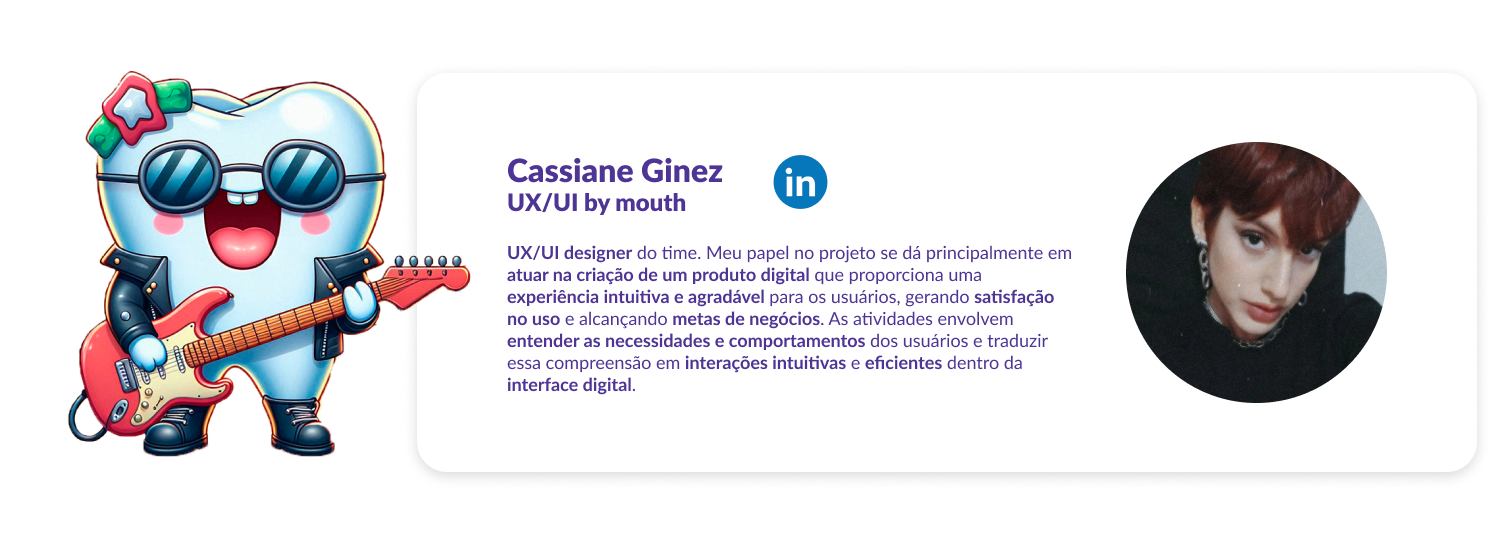 Cassiane Ginez
UX/UI by mouth
in
UX/UI designer do time. Meu papel no projeto se dá principalmente em
atuar na criação de um produto digital que proporciona uma
experiência intuitiva e agradável para os usuários, gerando satisfação
no uso e alcançando metas de negócios. As atividades envolvem
entender as necessidades e comportamentos dos usuários e traduzir
essa compreensão em interações intuitivas e eficientes dentro da
interface digital.